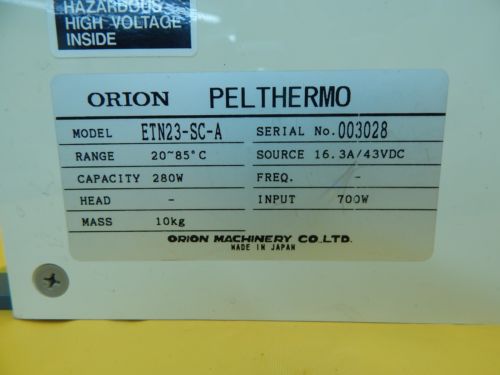 HAZARDOUS
HIGH VOLTAGE
INSIDE
ORION PELTHERMO
MODEL ETN23-SC-A SERIAL No. 003028
RANGE 20~85°C SOURCE 16.3A/43VDC
CAPACITY 280W FREQ. -
HEAD - INPUT 700W
MASS 10kg
ORION MACHINERY CO.,LTD.
MADE IN JAPAN